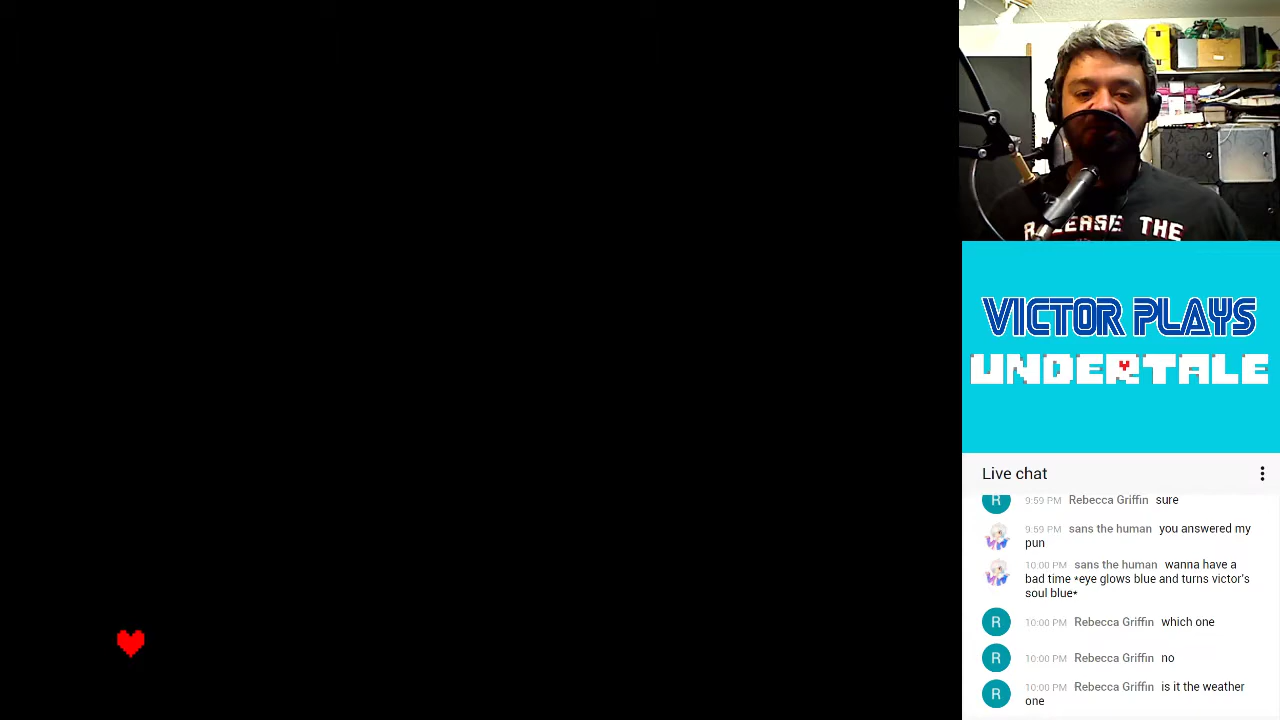 RELEASE THE
VICTOR PLAYS
UNDERTALE
Live chat
R 9:59 PM Rebecca Griffin sure
9:59 PM sans the human you answered my
pun
10:00 PM sans the human wanna have a
bad time *eye glows blue and turns victor's
soul blue*
R 10:00 PM Rebecca Griffin which one
R 10:00 PM Rebecca Griffin no
R 10:00 PM Rebecca Griffin is it the weather
one